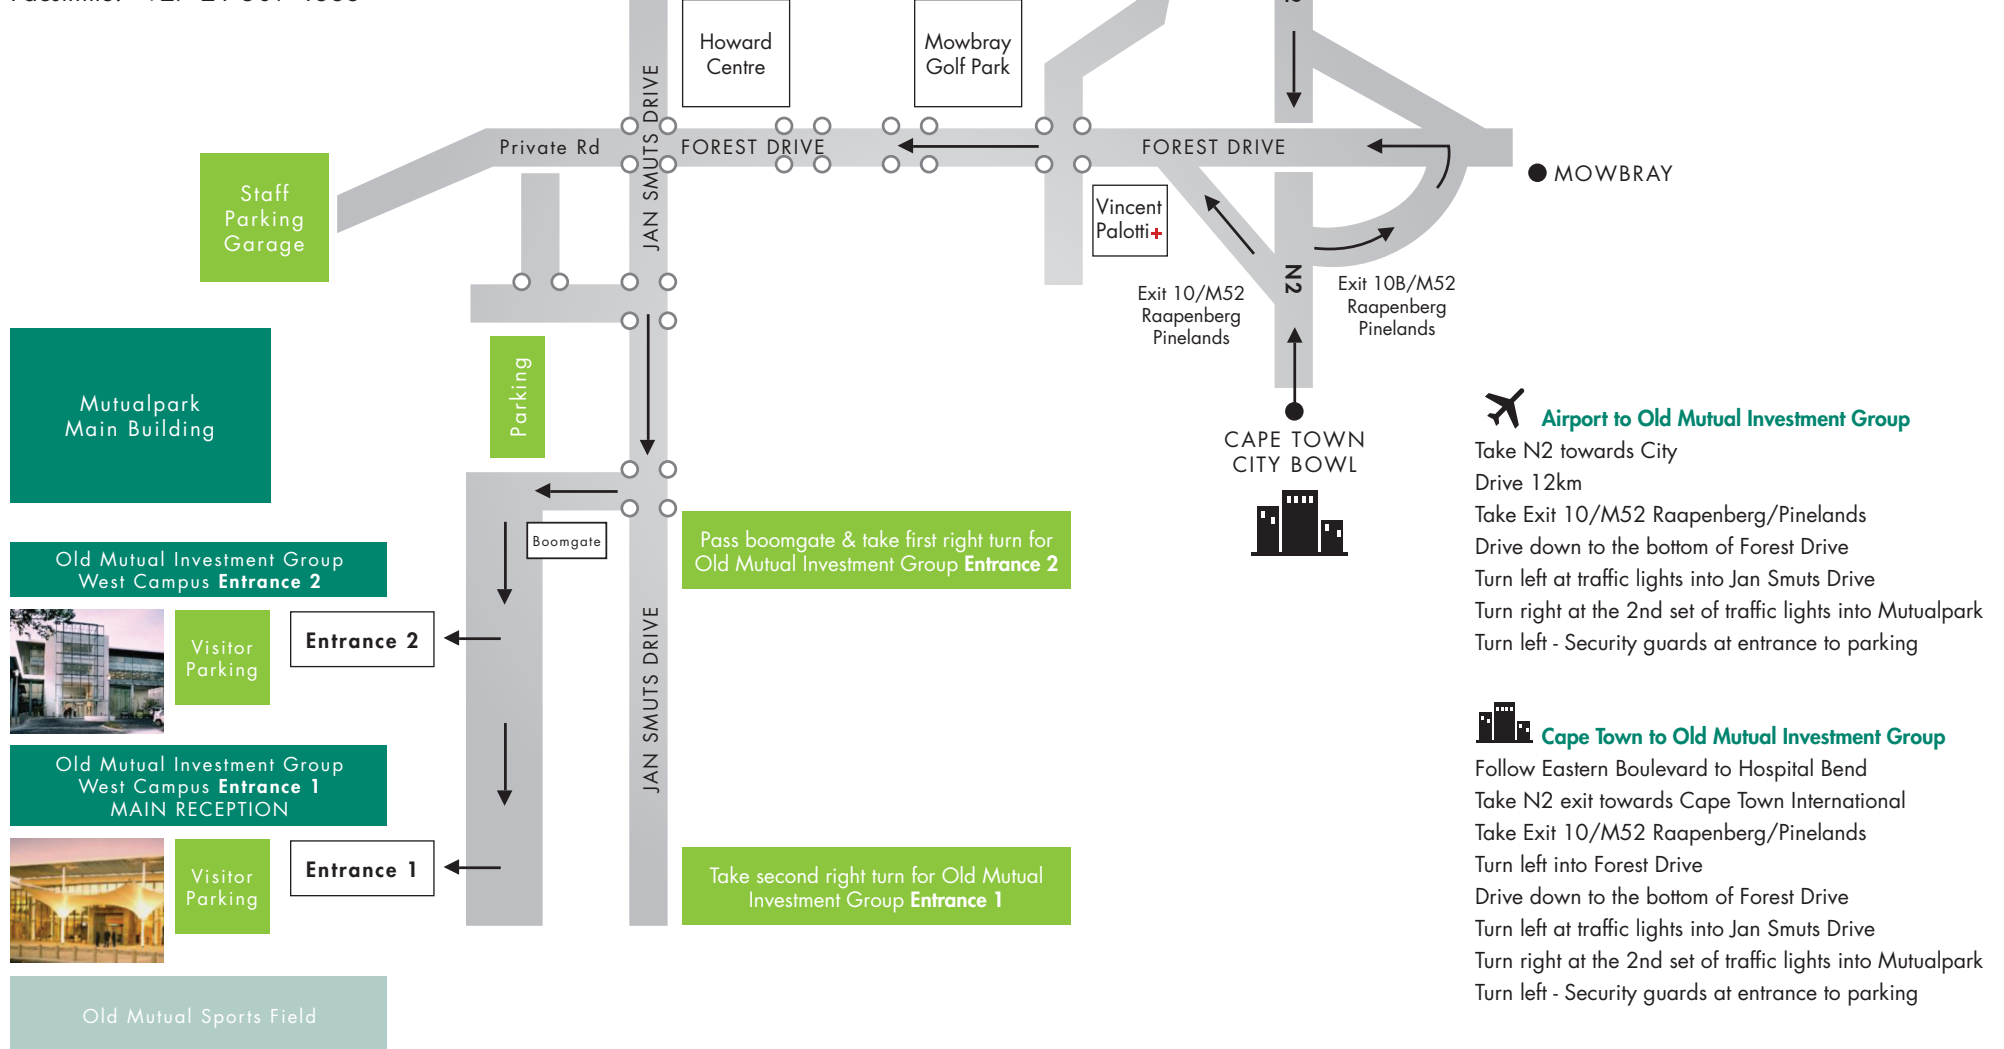 Howard
Centre
Mowbray
Golf Park
JAN SMUTS DRIVE
Private Rd
FOREST DRIVE
FOREST DRIVE
MOWBRAY
Staff
Parking
Garage
Vincent
Palotti
N2
Exit 10/M52
Raapenberg
Pinelands
Exit 10B/M52
Raapenberg
Pinelands
Mutualpark
Main Building
Parking
CAPE TOWN
CITY BOWL
Boomgate
Pass boomgate & take first right turn for
Old Mutual Investment Group Entrance 2
Old Mutual Investment Group
West Campus Entrance 2
Visitor
Parking
Entrance 2
JAN SMUTS DRIVE
Old Mutual Investment Group
West Campus Entrance 1
MAIN RECEPTION
Visitor
Parking
Entrance 1
Take second right turn for Old Mutual
Investment Group Entrance 1
Old Mutual Sports Field
Airport to Old Mutual Investment Group
Take N2 towards City
Drive 12km
Take Exit 10/M52 Raapenberg/Pinelands
Drive down to the bottom of Forest Drive
Turn left at traffic lights into Jan Smuts Drive
Turn right at the 2nd set of traffic lights into Mutualpark
Turn left - Security guards at entrance to parking
Cape Town to Old Mutual Investment Group
Follow Eastern Boulevard to Hospital Bend
Take N2 exit towards Cape Town International
Take Exit 10/M52 Raapenberg/Pinelands
Turn left into Forest Drive
Drive down to the bottom of Forest Drive
Turn left at traffic lights into Jan Smuts Drive
Turn right at the 2nd set of traffic lights into Mutualpark
Turn left - Security guards at entrance to parking